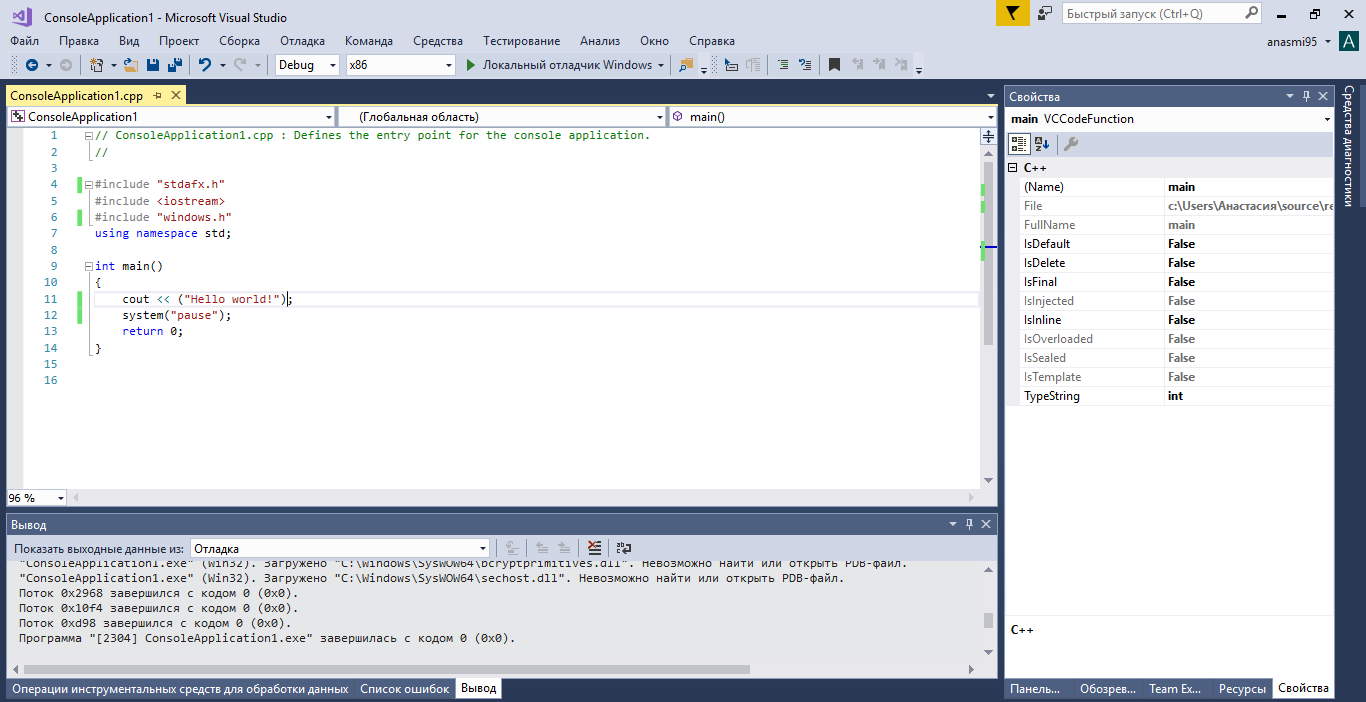 ConsoleApplication1 - Microsoft Visual Studio
Быстрый запуск (Ctrl+Q)
Файл Правка Вид Проект Сборка Отладка Команда Средства Тестирование Анализ Окно Справка
anasmi95 A
Debug x86 Локальный отладчик Windows
ConsoleApplication1.cpp
ConsoleApplication1 (Глобальная область) main()
1 // ConsoleApplication1.cpp : Defines the entry point for the console application.
2 //
3
4 #include "stdafx.h"
5 #include <iostream>
6 #include "windows.h"
7 using namespace std;
8
9 int main()
10 {
11 cout << ("Hello world!");
12 system("pause");
13 return 0;
14 }
15
16
96 %
Вывод
Показать выходные данные из: Отладка
"ConsoleApplication1.exe" (Win32). Загружено "C:\Windows\SysWOW64\bcryptprimitives.dll". Невозможно найти или открыть PDB-файл.
"ConsoleApplication1.exe" (Win32). Загружено "C:\Windows\SysWOW64\sechost.dll". Невозможно найти или открыть PDB-файл.
Поток 0x2968 завершился с кодом 0 (0x0).
Поток 0x10f4 завершился с кодом 0 (0x0).
Поток 0xd98 завершился с кодом 0 (0x0).
Программа "[2304] ConsoleApplication1.exe" завершилась с кодом 0 (0x0).
Операции инструментальных средств для обработки данных Список ошибок Вывод
Свойства
main VCCodeFunction
C++
(Name) main
File c:\Users\Анастасия\source\re
FullName main
IsDefault False
IsDelete False
IsFinal False
IsInjected False
IsInline False
IsOverloaded False
IsSealed False
IsTemplate False
TypeString int
C++
Панель... Обозрев... Team Ex... Ресурсы Свойства
Средства диагностики